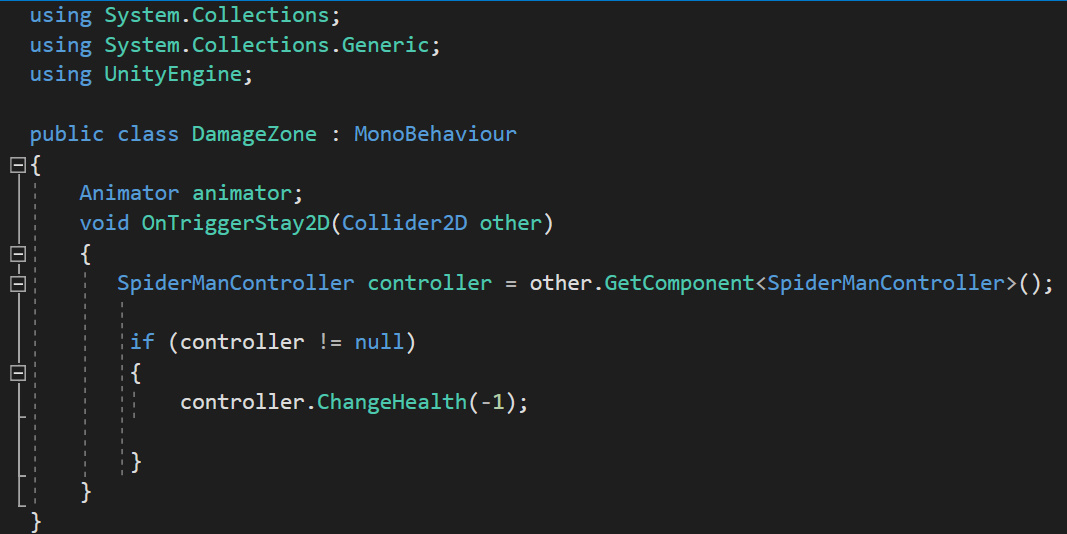 using System.Collections;
using System.Collections.Generic;
using UnityEngine;

public class DamageZone : MonoBehaviour
{
    Animator animator;
    void OnTriggerStay2D(Collider2D other)
    {
       SpiderManController controller = other.GetComponent<SpiderManController>();

        if (controller != null)
        {
            controller.ChangeHealth(-1);

        }
    }
}